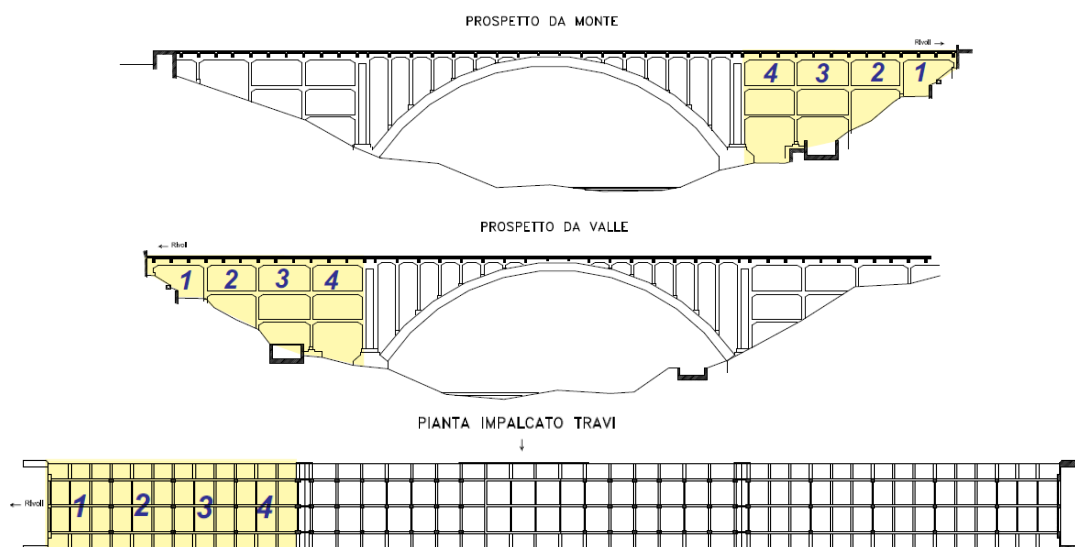 PROSPETTO DA MONTE
Rivoli →
4 3 2 1
PROSPETTO DA VALLE
← Rivoli
1 2 3 4
PIANTA IMPALCATO TRAVI
↓
← Rivoli
1 2 3 4